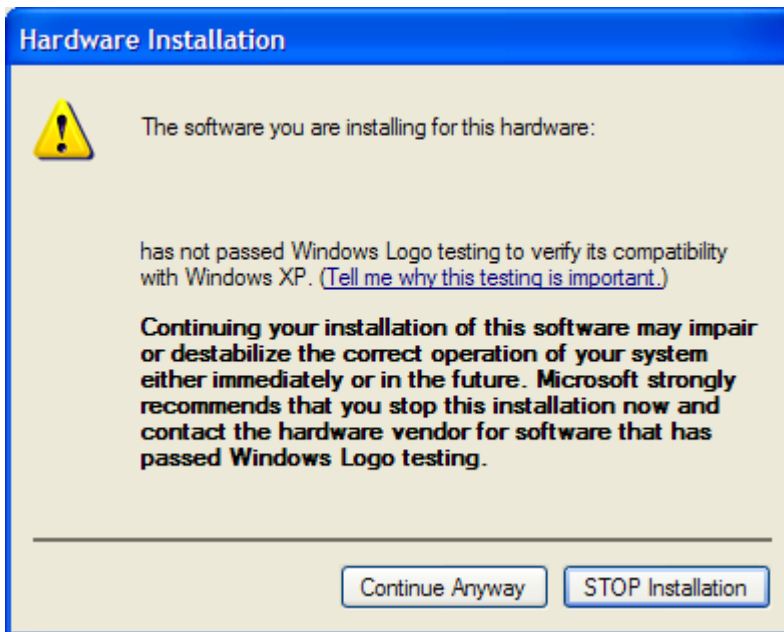 Hardware Installation
The software you are installing for this hardware:
has not passed Windows Logo testing to verify its compatibility
with Windows XP. (Tell me why this testing is important.)
Continuing your installation of this software may impair
or destabilize the correct operation of your system
either immediately or in the future. Microsoft strongly
recommends that you stop this installation now and
contact the hardware vendor for software that has
passed Windows Logo testing.
Continue Anyway
STOP Installation